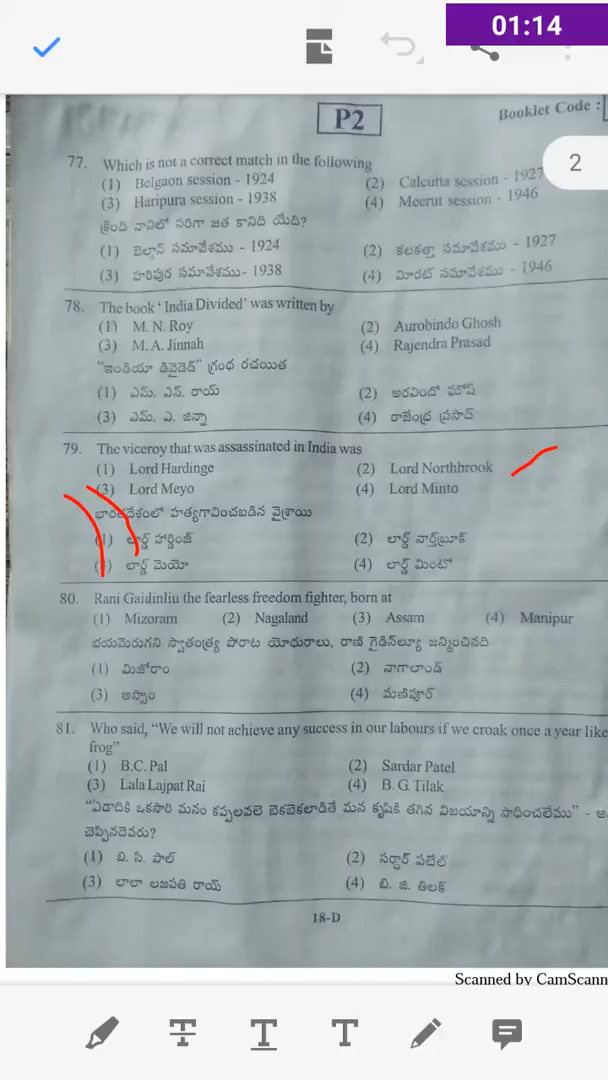 01:14
P2
Booklet Code :
2
77. Which is not a correct match in the following
(1) Belgaon session - 1924 (2) Calcutta session - 1927
(3) Haripura session - 1938 (4) Meerut session - 1946
క్రింది వానిలో సరిగా జత కానిది యేది?
(1) బెల్గాన్ సమావేశము - 1924 (2) కలకత్తా సమావేశము - 1927
(3) హరిపుర సమావేశము- 1938 (4) మీరట్ సమావేశము - 1946
78. The book ‘ India Divided’ was written by
(1) M. N. Roy (2) Aurobindo Ghosh
(3) M. A. Jinnah (4) Rajendra Prasad
“ఇండియా డివైడెడ్” గ్రంధ రచయిత
(1) ఎమ్. ఎన్. రాయ్ (2) అరవిందో ఘోష్
(3) ఎమ్. ఎ. జిన్నా (4) రాజేంద్ర ప్రసాద్
79. The viceroy that was assassinated in India was
(1) Lord Hardinge (2) Lord Northbrook
(3) Lord Meyo (4) Lord Minto
భారతదేశంలో హత్యగావించబడిన వైశ్రాయి
(1) లార్డ్ హార్డింజ్ (2) లార్డ్ నార్త్‌బ్రూక్
లార్డ్ మెయో (4) లార్డ్ మింటో
80. Rani Gaidinliu the fearless freedom fighter, born at
(1) Mizoram (2) Nagaland (3) Assam (4) Manipur
భయమెరుగని స్వాతంత్ర్య పోరాట యోధురాలు, రాణి గైడిన్‌ల్యూ జన్మించినది
(1) మిజోరాం (2) నాగాలాండ్
(3) అస్సాం (4) మణిపూర్
81. Who said, “We will not achieve any success in our labours if we croak once a year like
frog”
(1) B.C. Pal (2) Sardar Patel
(3) Lala Lajpat Rai (4) B. G. Tilak
“ఏడాదికి ఒకసారి మనం కప్పలవలె బెకబెకలాడితే మన కృషికి తగిన విజయాన్ని సాధించలేము” -
చెప్పినదెవరు?
(1) బి. సి. పాల్ (2) సర్దార్ పటేల్
(3) లాలా లజపతి రాయ్ (4) బి. జి. తిలక్
18-D
Scanned by CamScann
T T T